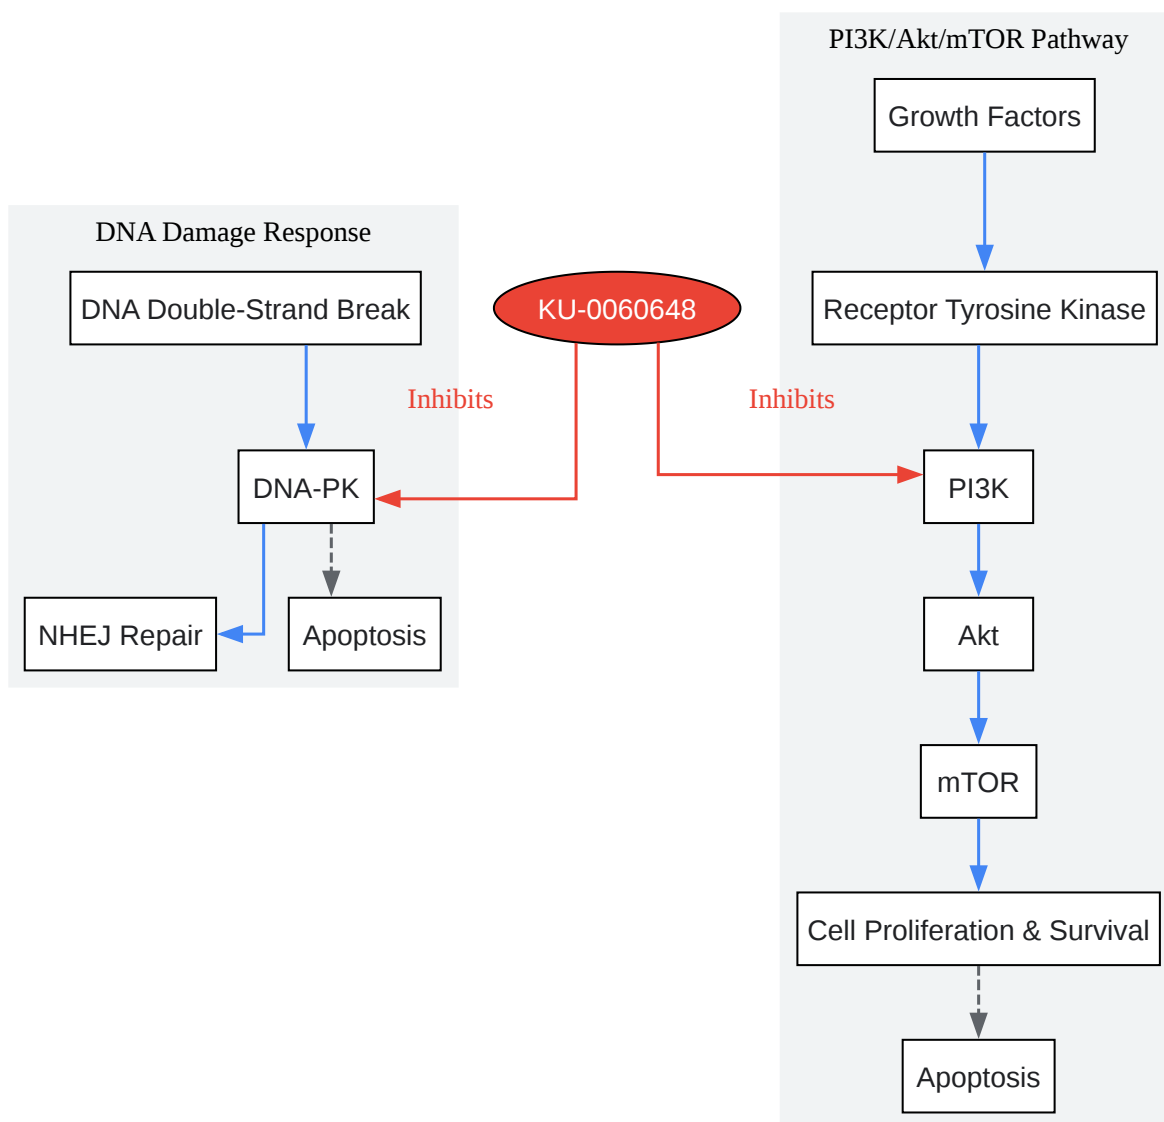 PI3K/Akt/mTOR Pathway
Growth Factors
DNA Damage Response
DNA Double-Strand Break
KU-0060648
Receptor Tyrosine Kinase
Inhibits
Inhibits
DNA-PK
PI3K
NHEJ Repair
Apoptosis
Akt
mTOR
Cell Proliferation & Survival
Apoptosis